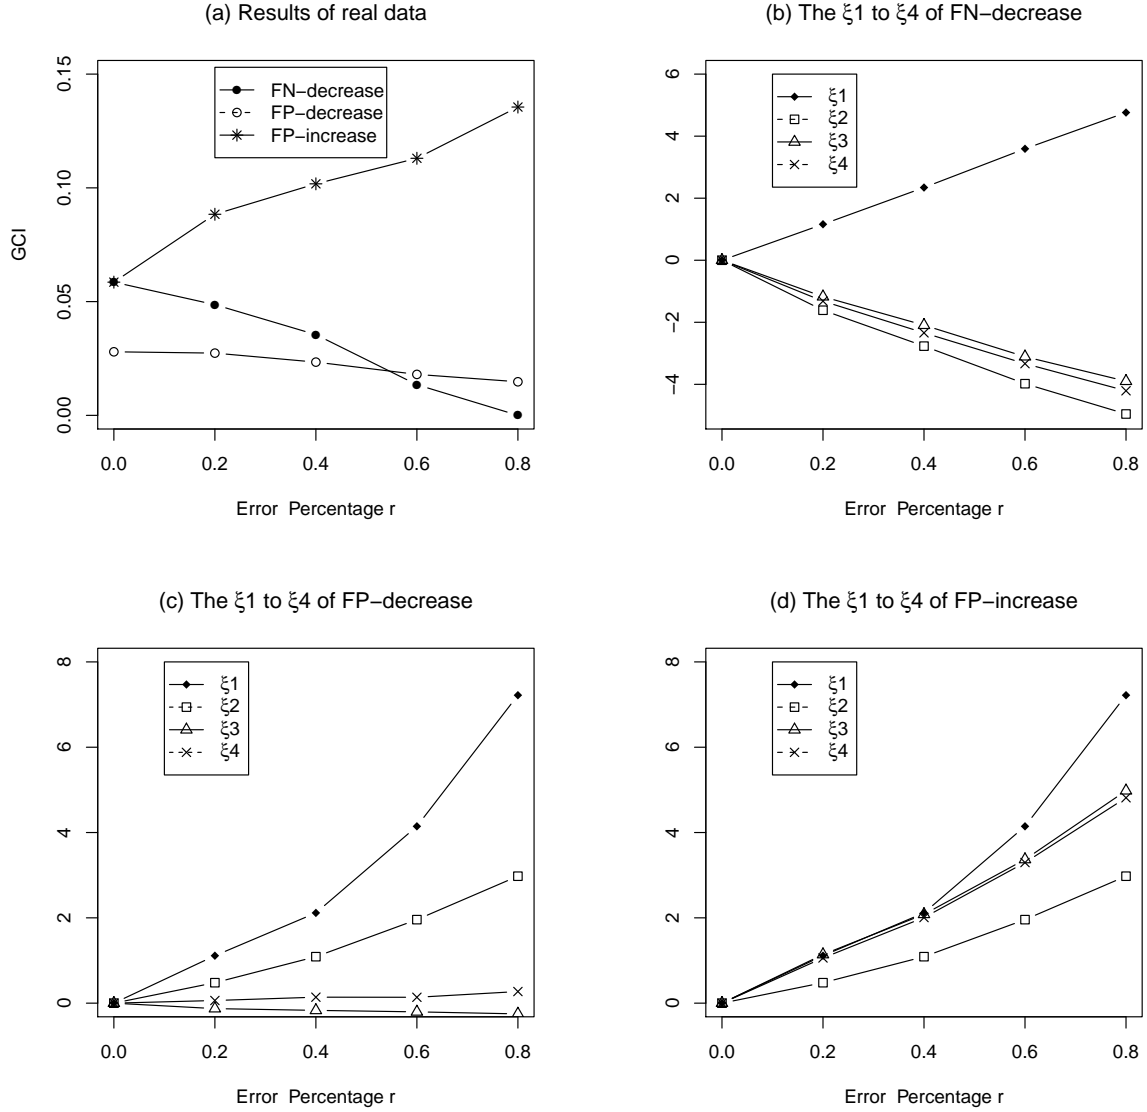 (a) Results of real data
GCI
0.15
0.10
0.05
0.00
FN−decrease
FP−decrease
FP−increase
0.0 0.2 0.4 0.6 0.8
Error Percentage r
(b) The ξ1 to ξ4 of FN−decrease
6
4
2
0
−2
−4
ξ1
ξ2
ξ3
ξ4
0.0 0.2 0.4 0.6 0.8
Error Percentage r
(c) The ξ1 to ξ4 of FP−decrease
8
6
4
2
0
ξ1
ξ2
ξ3
ξ4
0.0 0.2 0.4 0.6 0.8
Error Percentage r
(d) The ξ1 to ξ4 of FP−increase
8
6
4
2
0
ξ1
ξ2
ξ3
ξ4
0.0 0.2 0.4 0.6 0.8
Error Percentage r